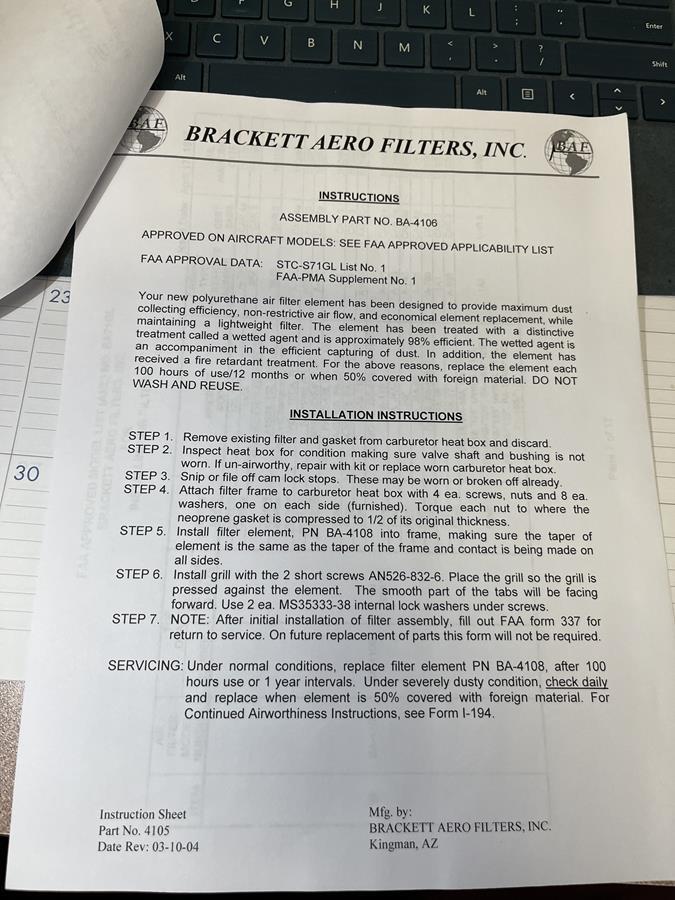 G H J K L : ; " '
X C V B N M < , > . ? /
Enter
Shift
Alt Alt
23
30
BAF BRACKETT AERO FILTERS, INC. BAF
INSTRUCTIONS
ASSEMBLY PART NO. BA-4106
APPROVED ON AIRCRAFT MODELS: SEE FAA APPROVED APPLICABILITY LIST
FAA APPROVAL DATA: STC-S71GL List No. 1
FAA-PMA Supplement No. 1
Your new polyurethane air filter element has been designed to provide maximum dust
collecting efficiency, non-restrictive air flow, and economical element replacement, while
maintaining a lightweight filter. The element has been treated with a distinctive
treatment called a wetted agent and is approximately 98% efficient. The wetted agent is
an accompaniment in the efficient capturing of dust. In addition, the element has
received a fire retardant treatment. For the above reasons, replace the element each
100 hours of use/12 months or when 50% covered with foreign material. DO NOT
WASH AND REUSE.
INSTALLATION INSTRUCTIONS
STEP 1. Remove existing filter and gasket from carburetor heat box and discard.
STEP 2. Inspect heat box for condition making sure valve shaft and bushing is not
worn. If un-airworthy, repair with kit or replace worn carburetor heat box.
STEP 3. Snip or file off cam lock stops. These may be worn or broken off already.
STEP 4. Attach filter frame to carburetor heat box with 4 ea. screws, nuts and 8 ea.
washers, one on each side (furnished). Torque each nut to where the
neoprene gasket is compressed to 1/2 of its original thickness.
STEP 5. Install filter element, PN BA-4108 into frame, making sure the taper of
element is the same as the taper of the frame and contact is being made on
all sides.
STEP 6. Install grill with the 2 short screws AN526-832-6. Place the grill so the grill is
pressed against the element. The smooth part of the tabs will be facing
forward. Use 2 ea. MS35333-38 internal lock washers under screws.
STEP 7. NOTE: After initial installation of filter assembly, fill out FAA form 337 for
return to service. On future replacement of parts this form will not be required.
SERVICING: Under normal conditions, replace filter element PN BA-4108, after 100
hours use or 1 year intervals. Under severely dusty condition, check daily
and replace when element is 50% covered with foreign material. For
Continued Airworthiness Instructions, see Form I-194.
Instruction Sheet
Part No. 4105
Date Rev: 03-10-04
Mfg. by:
BRACKETT AERO FILTERS, INC.
Kingman, AZ